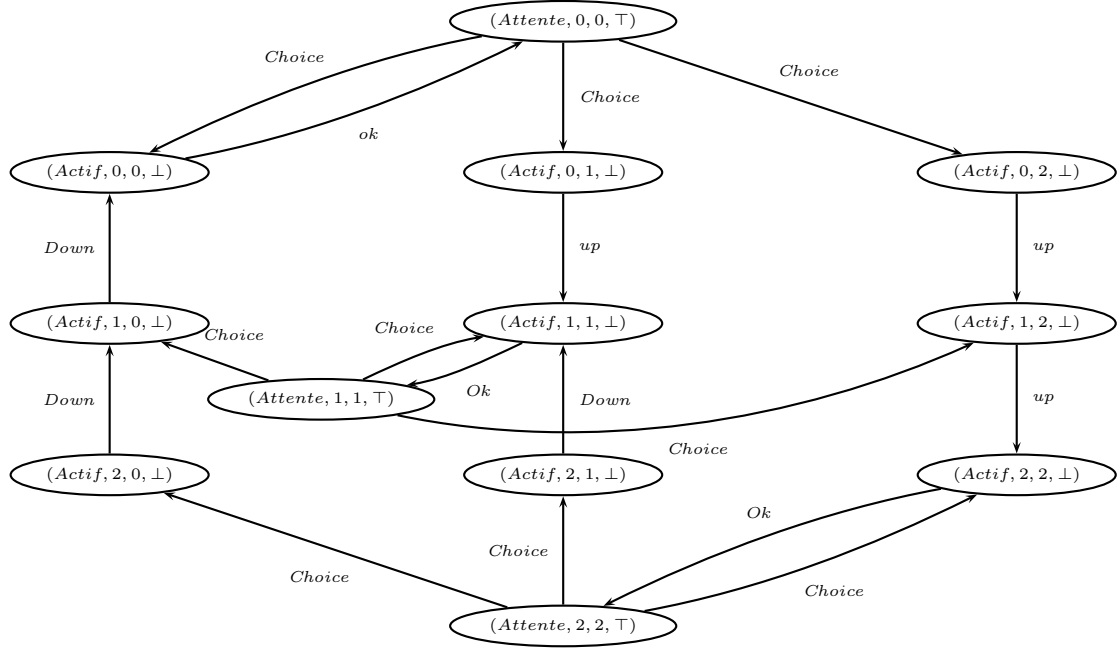 (Attente, 0, 0, ⊤)
Choice
Choice
Choice
ok
(Actif, 0, 0, ⊥)
(Actif, 0, 1, ⊥)
(Actif, 0, 2, ⊥)
Down
up
up
(Actif, 1, 0, ⊥)
Choice
Choice
(Actif, 1, 1, ⊥)
(Actif, 1, 2, ⊥)
Down
(Attente, 1, 1, ⊤)
Ok
Down
up
Choice
(Actif, 2, 0, ⊥)
(Actif, 2, 1, ⊥)
(Actif, 2, 2, ⊥)
Ok
Choice
Choice
Choice
(Attente, 2, 2, ⊤)